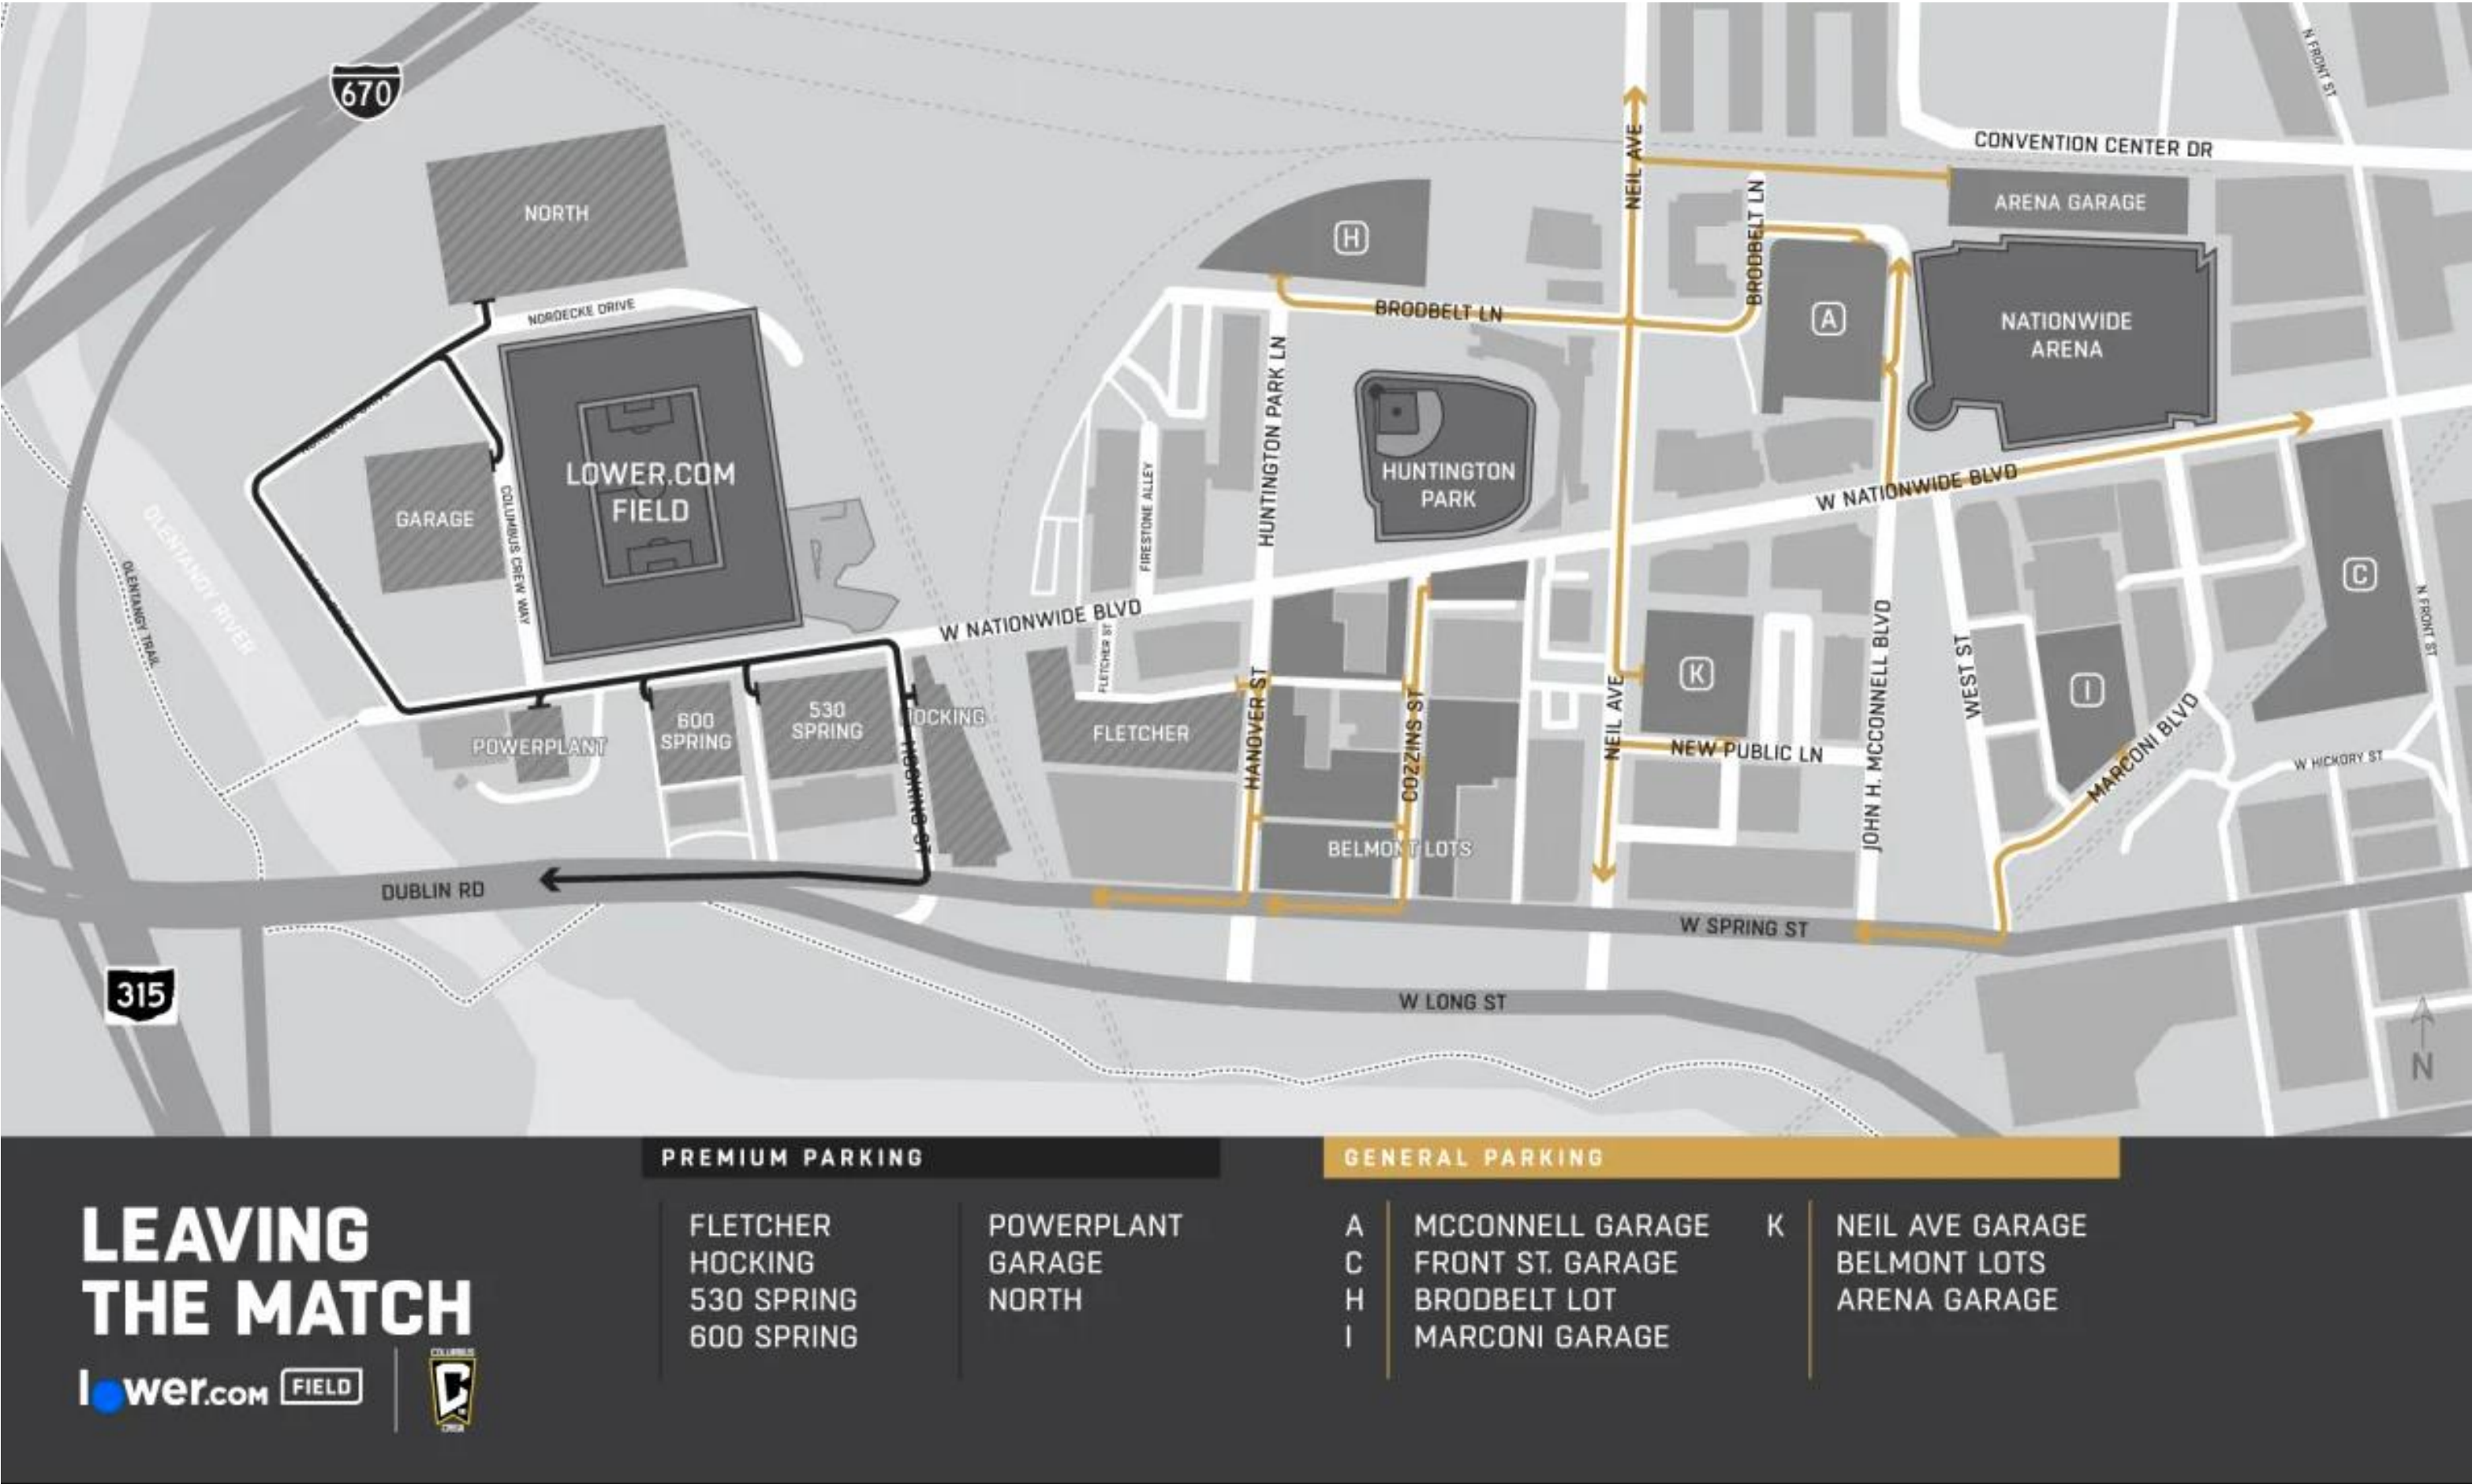 670
N FRONT ST
CONVENTION CENTER DR
NEIL AVE
NORTH
BRODBELT LN
ARENA GARAGE
H
NORDECKE DRIVE
BRODBELT LN
A
NATIONWIDE
ARENA
HUNTINGTON PARK LN
LOWER.COM
FIELD
HUNTINGTON
PARK
GARAGE
COLUMBUS CREW WAY
FIRESTONE ALLEY
W NATIONWIDE BLVD
OLENTANGY RIVER
OLENTANGY TRAIL
C
N FRONT ST
W NATIONWIDE BLVD
FLETCHER ST
JOHN H. MCCONNELL BLVD
WEST ST
K
I
HANOVER ST
COZZINS ST
NEIL AVE
600
SPRING
530
SPRING
HOCKING
FLETCHER
POWERPLANT
NEW PUBLIC LN
MARCONI BLVD
W HICKORY ST
BELMONT LOTS
DUBLIN RD
W SPRING ST
315
W LONG ST
N
PREMIUM PARKING
GENERAL PARKING
LEAVING
THE MATCH
lower.com FIELD
COLUMBUS
C
CREW
FLETCHER
HOCKING
530 SPRING
600 SPRING
POWERPLANT
GARAGE
NORTH
A MCCONNELL GARAGE
C FRONT ST. GARAGE
H BRODBELT LOT
I MARCONI GARAGE
K NEIL AVE GARAGE
BELMONT LOTS
ARENA GARAGE